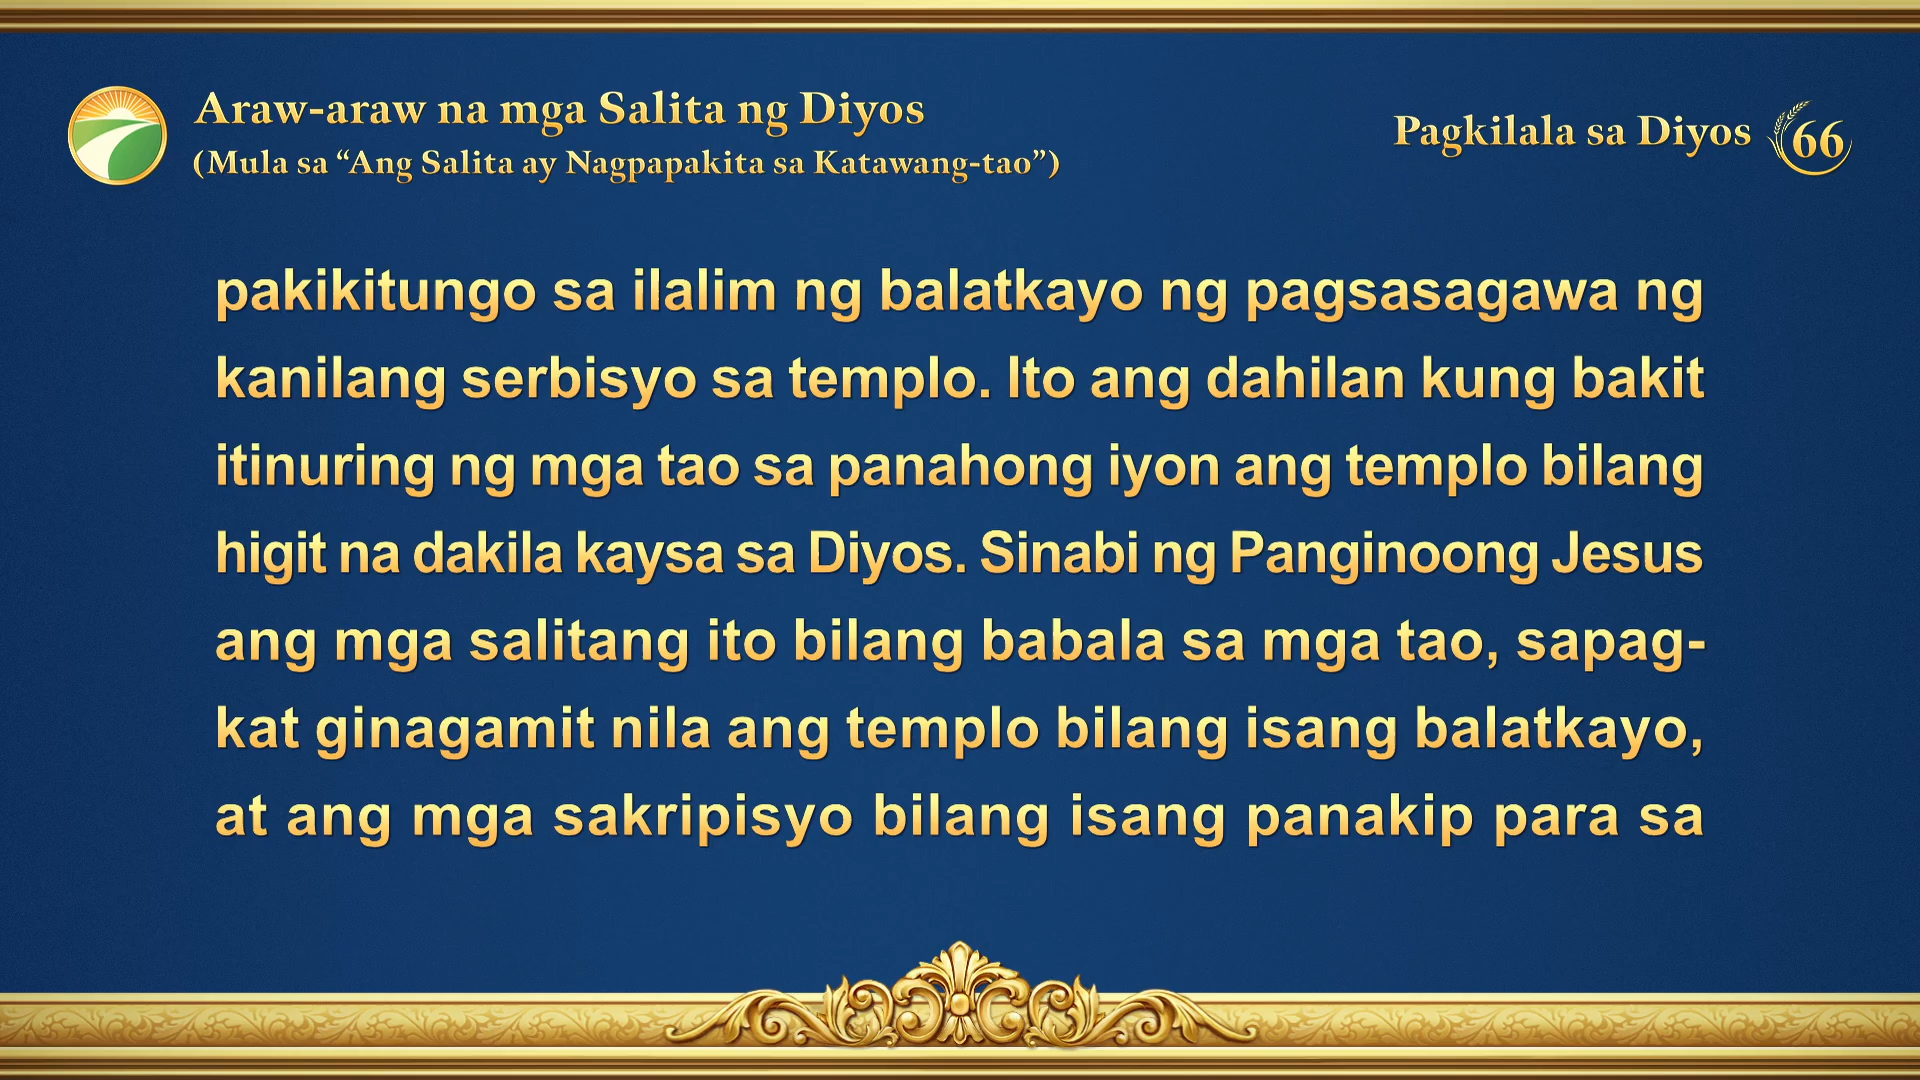 Araw-araw na mga Salita ng Diyos
(Mula sa “Ang Salita ay Nagpapakita sa Katawang-tao”)
Pagkilala sa Diyos 66
pakikitungo sa ilalim ng balatkayo ng pagsasagawa ng
kanilang serbisyo sa templo. Ito ang dahilan kung bakit
itinuring ng mga tao sa panahong iyon ang templo bilang
higit na dakila kaysa sa Diyos. Sinabi ng Panginoong Jesus
ang mga salitang ito bilang babala sa mga tao, sapag-
kat ginagamit nila ang templo bilang isang balatkayo,
at ang mga sakripisyo bilang isang panakip para sa